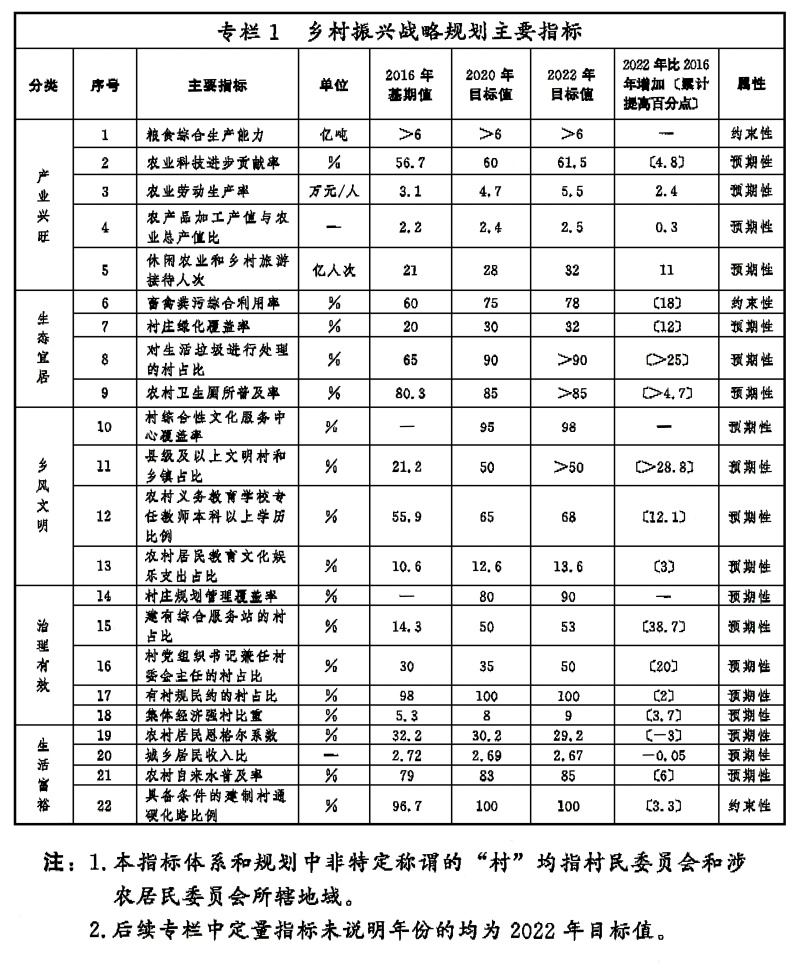 专栏1 乡村振兴战略规划主要指标
分类 序号 主要指标 单位 2016年基期值 2020年目标值 2022年目标值 2022年比2016年增加〔累计提高百分点〕 属性
产业兴旺
1 粮食综合生产能力 亿吨 >6 >6 >6 — 约束性
2 农业科技进步贡献率 % 56.7 60 61.5 〔4.8〕 预期性
3 农业劳动生产率 万元/人 3.1 4.7 5.5 2.4 预期性
4 农产品加工产值与农业总产值比 — 2.2 2.4 2.5 0.3 预期性
5 休闲农业和乡村旅游接待人次 亿人次 21 28 32 11 预期性
生态宜居
6 畜禽粪污综合利用率 % 60 75 78 〔18〕 约束性
7 村庄绿化覆盖率 % 20 30 32 〔12〕 预期性
8 对生活垃圾进行处理的村占比 % 65 90 >90 〔>25〕 预期性
9 农村卫生厕所普及率 % 80.3 85 >85 〔>4.7〕 预期性
乡风文明
10 村综合性文化服务中心覆盖率 % — 95 98 — 预期性
11 县级及以上文明村和乡镇占比 % 21.2 50 >50 〔>28.8〕 预期性
12 农村义务教育学校专任教师本科以上学历比例 % 55.9 65 68 〔12.1〕 预期性
13 农村居民教育文化娱乐支出占比 % 10.6 12.6 13.6 〔3〕 预期性
治理有效
14 村庄规划管理覆盖率 % — 80 90 — 预期性
15 建有综合服务站的村占比 % 14.3 50 53 〔38.7〕 预期性
16 村党组织书记兼任村委会主任的村占比 % 30 35 50 〔20〕 预期性
17 有村规民约的村占比 % 98 100 100 〔2〕 预期性
18 集体经济强村比重 % 5.3 8 9 〔3.7〕 预期性
生活富裕
19 农村居民恩格尔系数 % 32.2 30.2 29.2 〔-3〕 预期性
20 城乡居民收入比 — 2.72 2.69 2.67 -0.05 预期性
21 农村自来水普及率 % 79 83 85 〔6〕 预期性
22 具备条件的建制村通硬化路比例 % 96.7 100 100 〔3.3〕 约束性
注：1.本指标体系和规划中非特定称谓的“村”均指村民委员会和涉
农居民委员会所辖地域。
2.后续专栏中定量指标未说明年份的均为2022年目标值。